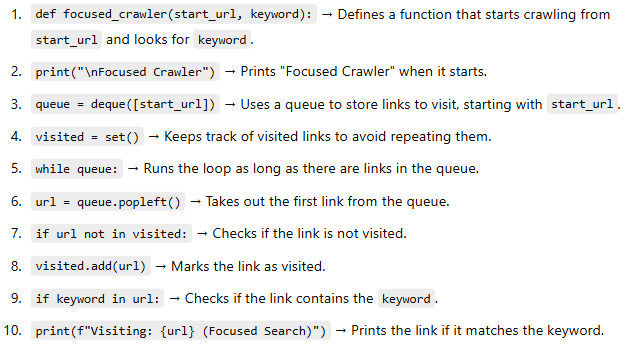 1. def focused_crawler(start_url, keyword): → Defines a function that starts crawling from
start_url and looks for keyword.
2. print("\nFocused Crawler") → Prints "Focused Crawler" when it starts.
3. queue = deque([start_url]) → Uses a queue to store links to visit, starting with start_url.
4. visited = set() → Keeps track of visited links to avoid repeating them.
5. while queue: → Runs the loop as long as there are links in the queue.
6. url = queue.popleft() → Takes out the first link from the queue.
7. if url not in visited: → Checks if the link is not visited.
8. visited.add(url) → Marks the link as visited.
9. if keyword in url: → Checks if the link contains the keyword.
10. print(f"Visiting: {url} (Focused Search)") → Prints the link if it matches the keyword.